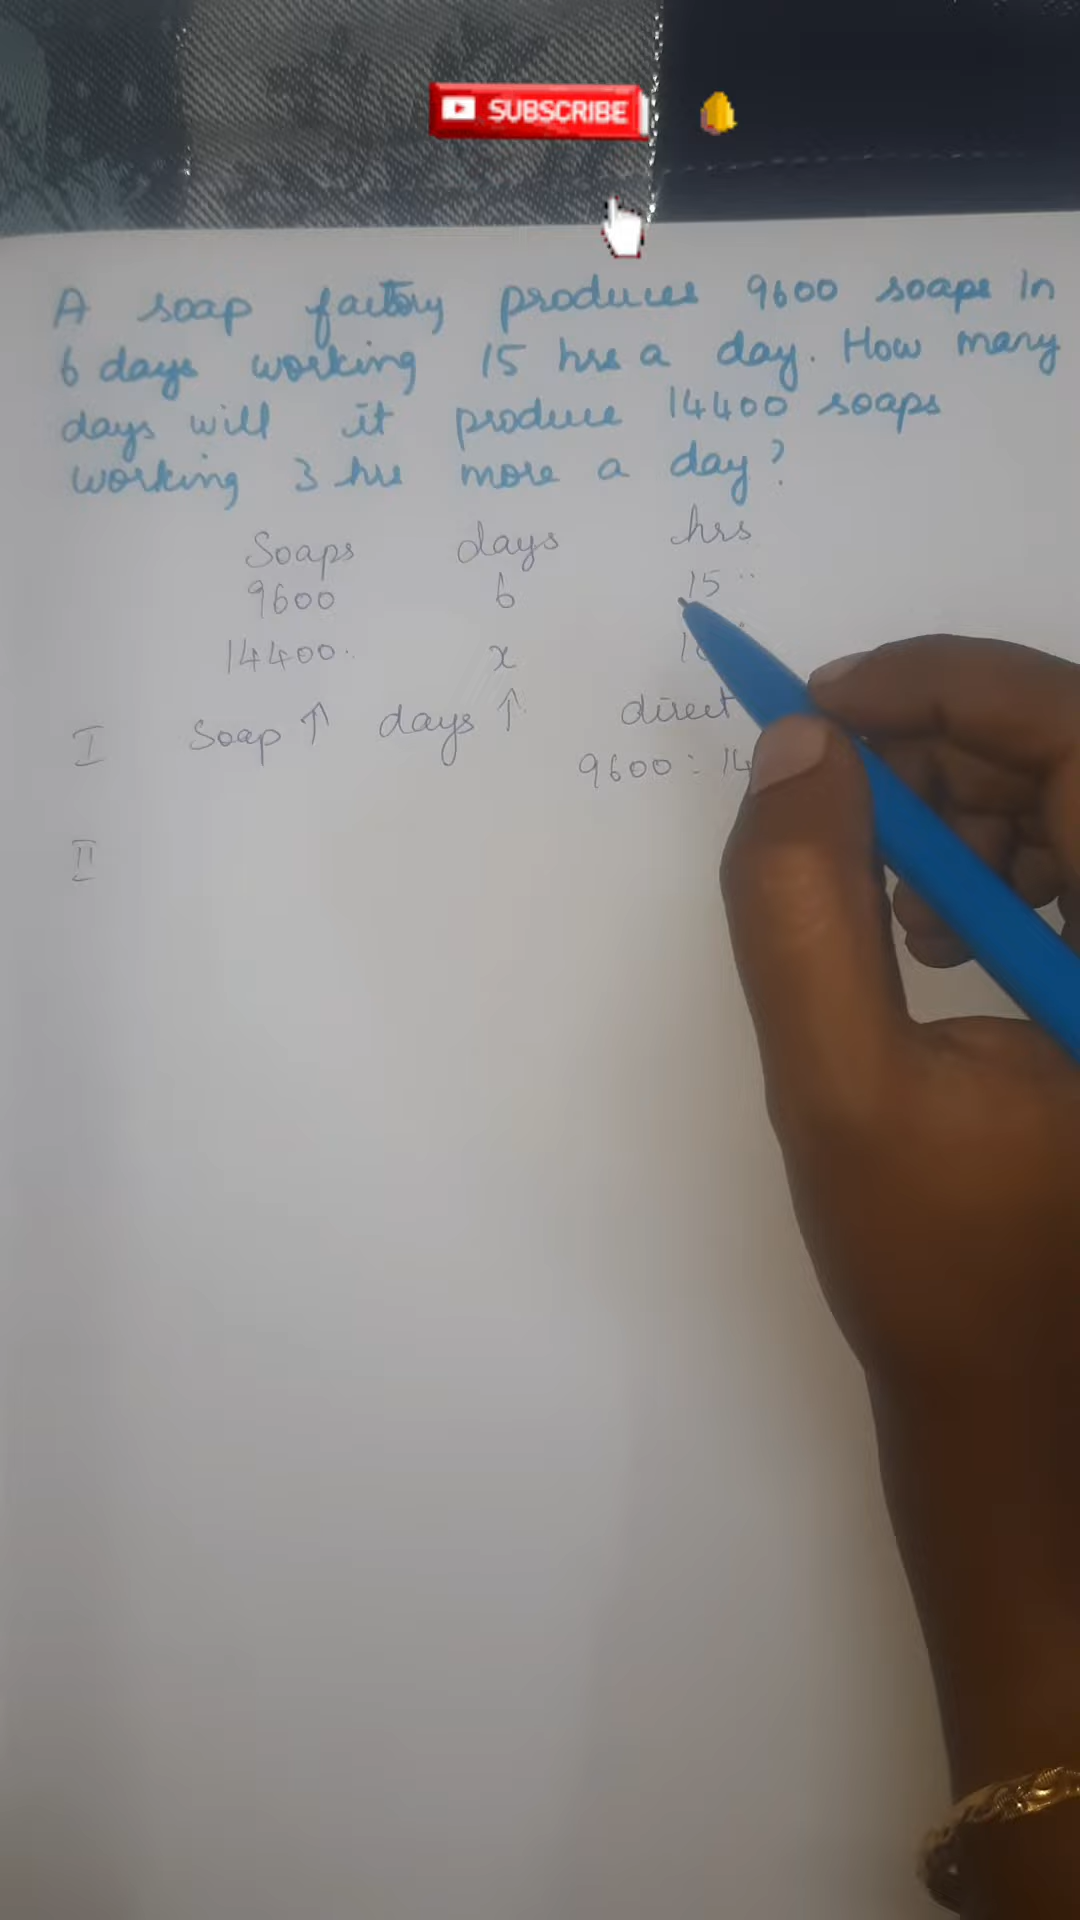 SUBSCRIBE
A soap factory produces 9600 soaps in
6 days working 15 hrs a day. How many
days will it produce 14400 soaps
working 3 hrs more a day?
Soaps days hrs
9600 6 15
14400 x
I Soap ↑ days ↑ direct
9600 : 14
II